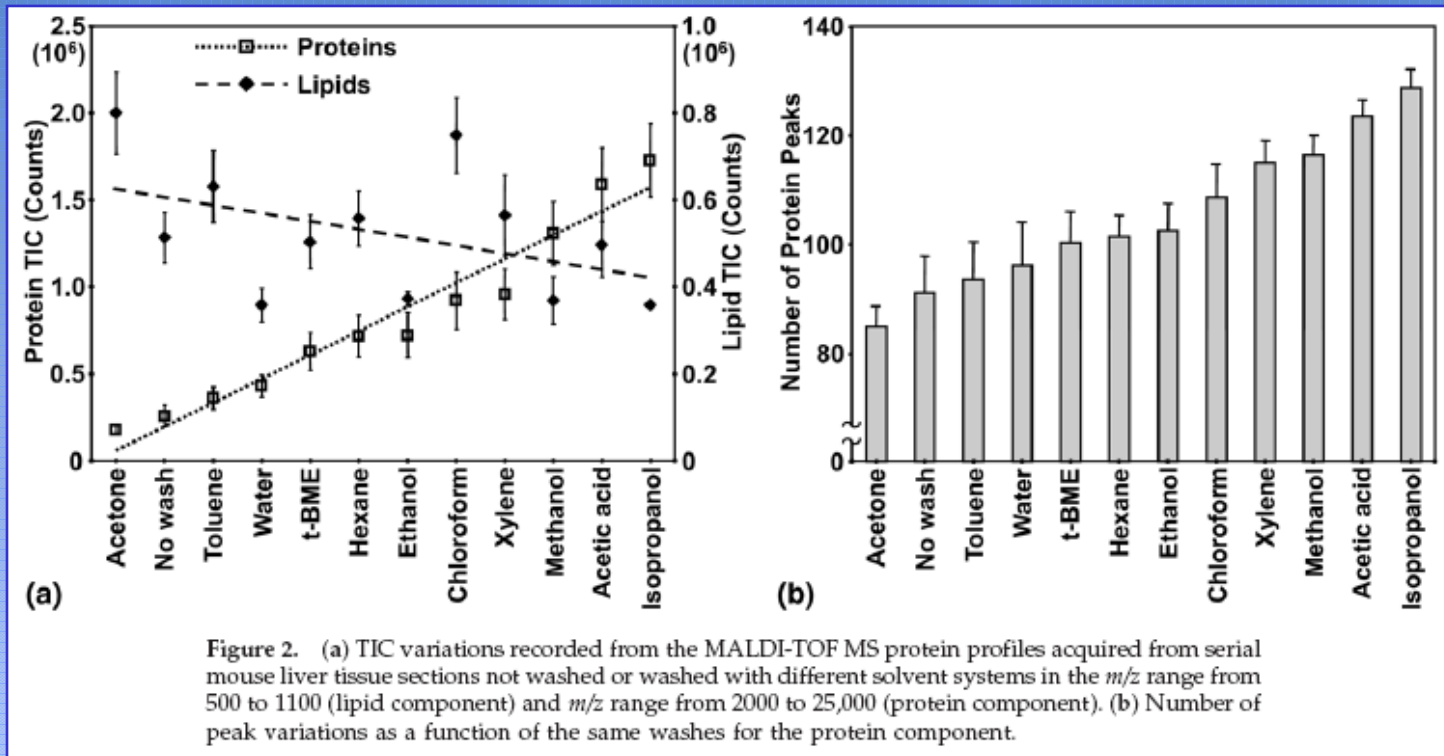 2.5
(10⁶)
2.0
1.5
1.0
0.5
0
Protein TIC (Counts)
Proteins
Lipids
1.0
(10⁶)
0.8
0.6
0.4
0.2
0
Lipid TIC (Counts)
Acetone
No wash
Toluene
Water
t-BME
Hexane
Ethanol
Chloroform
Xylene
Methanol
Acetic acid
Isopropanol
(a)
140
120
100
80
0
Number of Protein Peaks
Acetone
No wash
Toluene
Water
t-BME
Hexane
Ethanol
Chloroform
Xylene
Methanol
Acetic acid
Isopropanol
(b)
Figure 2. (a) TIC variations recorded from the MALDI-TOF MS protein profiles acquired from serial
mouse liver tissue sections not washed or washed with different solvent systems in the m/z range from
500 to 1100 (lipid component) and m/z range from 2000 to 25,000 (protein component). (b) Number of
peak variations as a function of the same washes for the protein component.